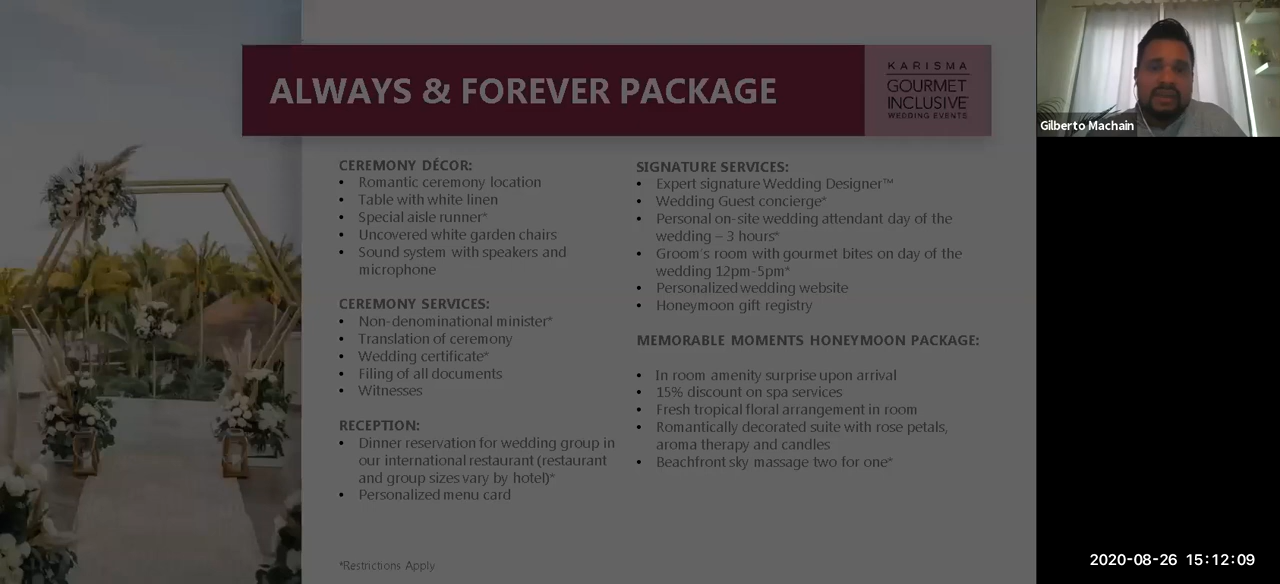 ALWAYS & FOREVER PACKAGE
KARISMA
GOURMET
INCLUSIVE
WEDDING EVENTS
Gilberto Machain
CEREMONY DÉCOR:
• Romantic ceremony location
• Table with white linen
• Special aisle runner*
• Uncovered white garden chairs
• Sound system with speakers and
microphone
CEREMONY SERVICES:
• Non-denominational minister*
• Translation of ceremony
• Wedding certificate*
• Filing of all documents
• Witnesses
RECEPTION:
• Dinner reservation for wedding group in
our international restaurant (restaurant
and group sizes vary by hotel)*
• Personalized menu card
SIGNATURE SERVICES:
• Expert signature Wedding Designer™
• Wedding Guest concierge*
• Personal on-site wedding attendant day of the
wedding – 3 hours*
• Groom's room with gourmet bites on day of the
wedding 12pm-5pm*
• Personalized wedding website
• Honeymoon gift registry
MEMORABLE MOMENTS HONEYMOON PACKAGE:
• In room amenity surprise upon arrival
• 15% discount on spa services
• Fresh tropical floral arrangement in room
• Romantically decorated suite with rose petals,
aroma therapy and candles
• Beachfront sky massage two for one*
*Restrictions Apply
2020-08-26 15:12:09